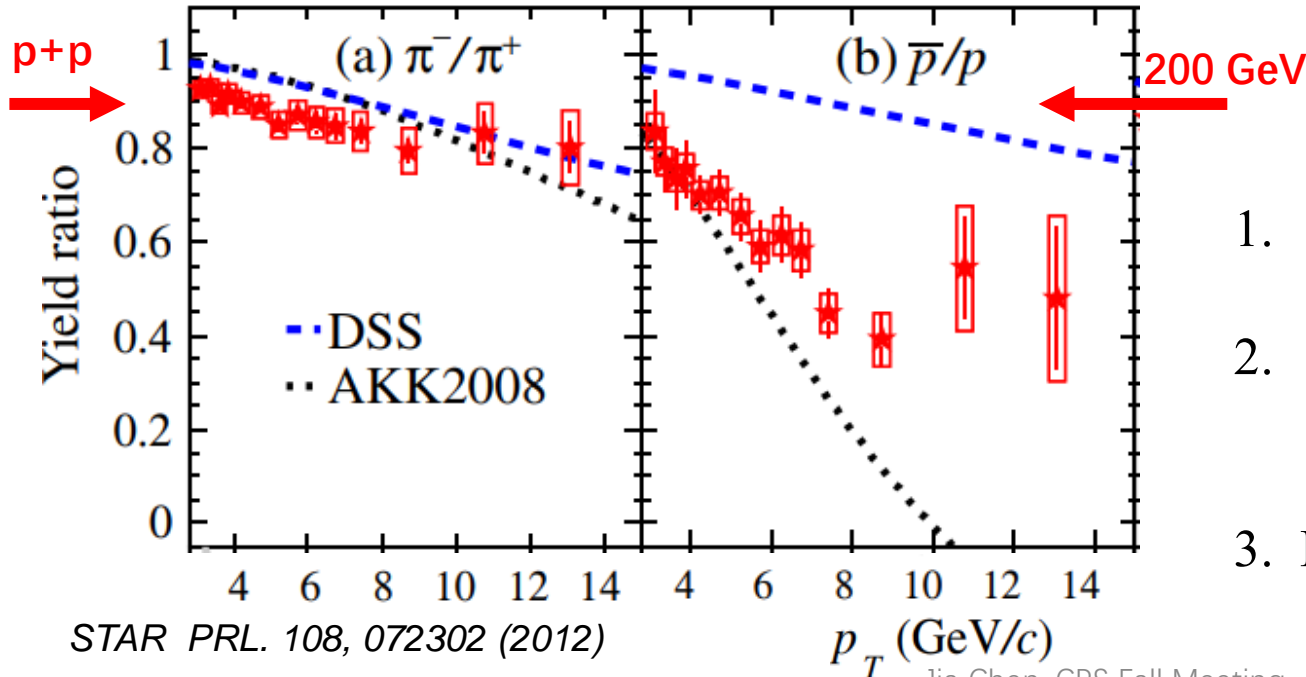 p+p
(a) π⁻/π⁺
(b) p̅/p
200 GeV
Yield ratio
1
0.8
0.6
0.4
0.2
0
DSS
AKK2008
4 6 8 10 12
4 6 8 10 12 14
p_T (GeV/c)
STAR PRL. 108, 072302 (2012)
1.
2.
3.